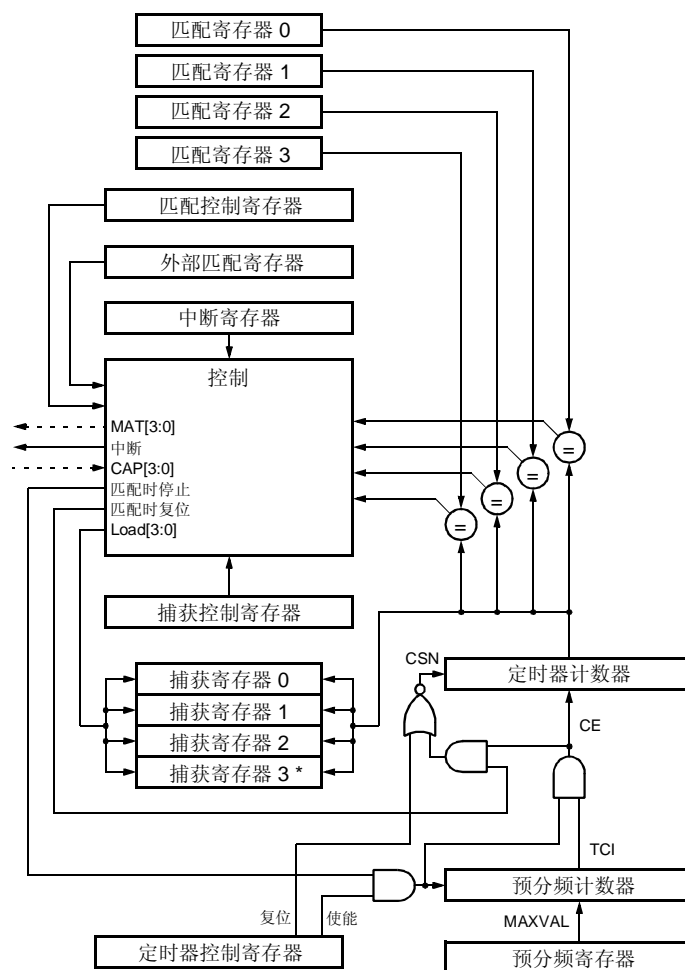 匹配寄存器 0
匹配寄存器 1
匹配寄存器 2
匹配寄存器 3
匹配控制寄存器
外部匹配寄存器
中断寄存器
控制
MAT[3:0]
中断
CAP[3:0]
匹配时停止
匹配时复位
Load[3:0]
=
=
=
=
捕获控制寄存器
捕获寄存器 0
捕获寄存器 1
捕获寄存器 2
捕获寄存器 3 *
CSN
定时器计数器
CE
TCI
预分频计数器
MAXVAL
预分频寄存器
复位
使能
定时器控制寄存器